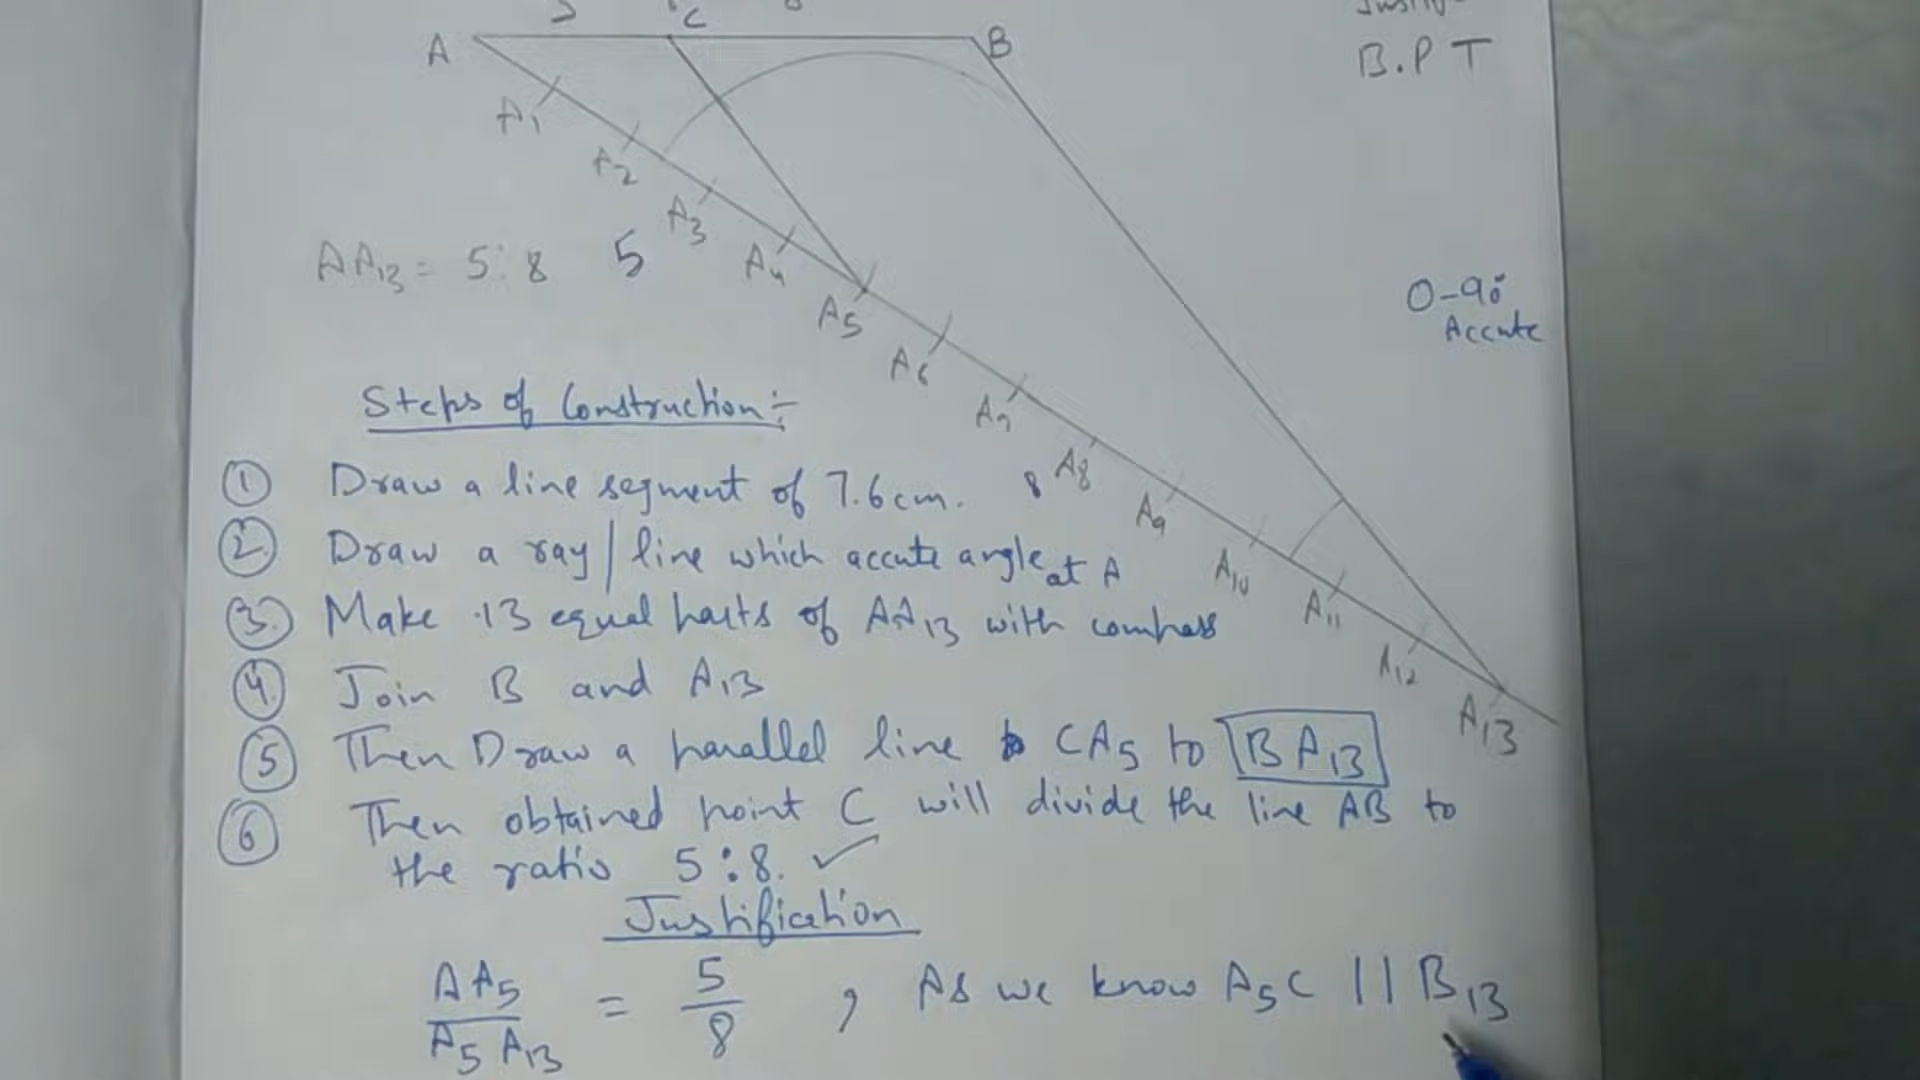 C
A
B
B.P T
A1
A2
A3
AA13 = 5:8 5
A4
A5
0-90°
Accute
A6
Steps of Construction:-
A7
8 A8
① Draw a line segment of 7.6cm.
A9
② Draw a ray/line which accute angle at A
A10
③ Make 13 equal parts of AA13 with compass
A11
④ Join B and A13
A12
A13
⑤ Then Draw a parallel line CA5 to BA13
⑥ Then obtained point C will divide the line AB to
the ratio 5:8. ✓
Justification
AA5/A5A13 = 5/8 , As we know A5C || B13